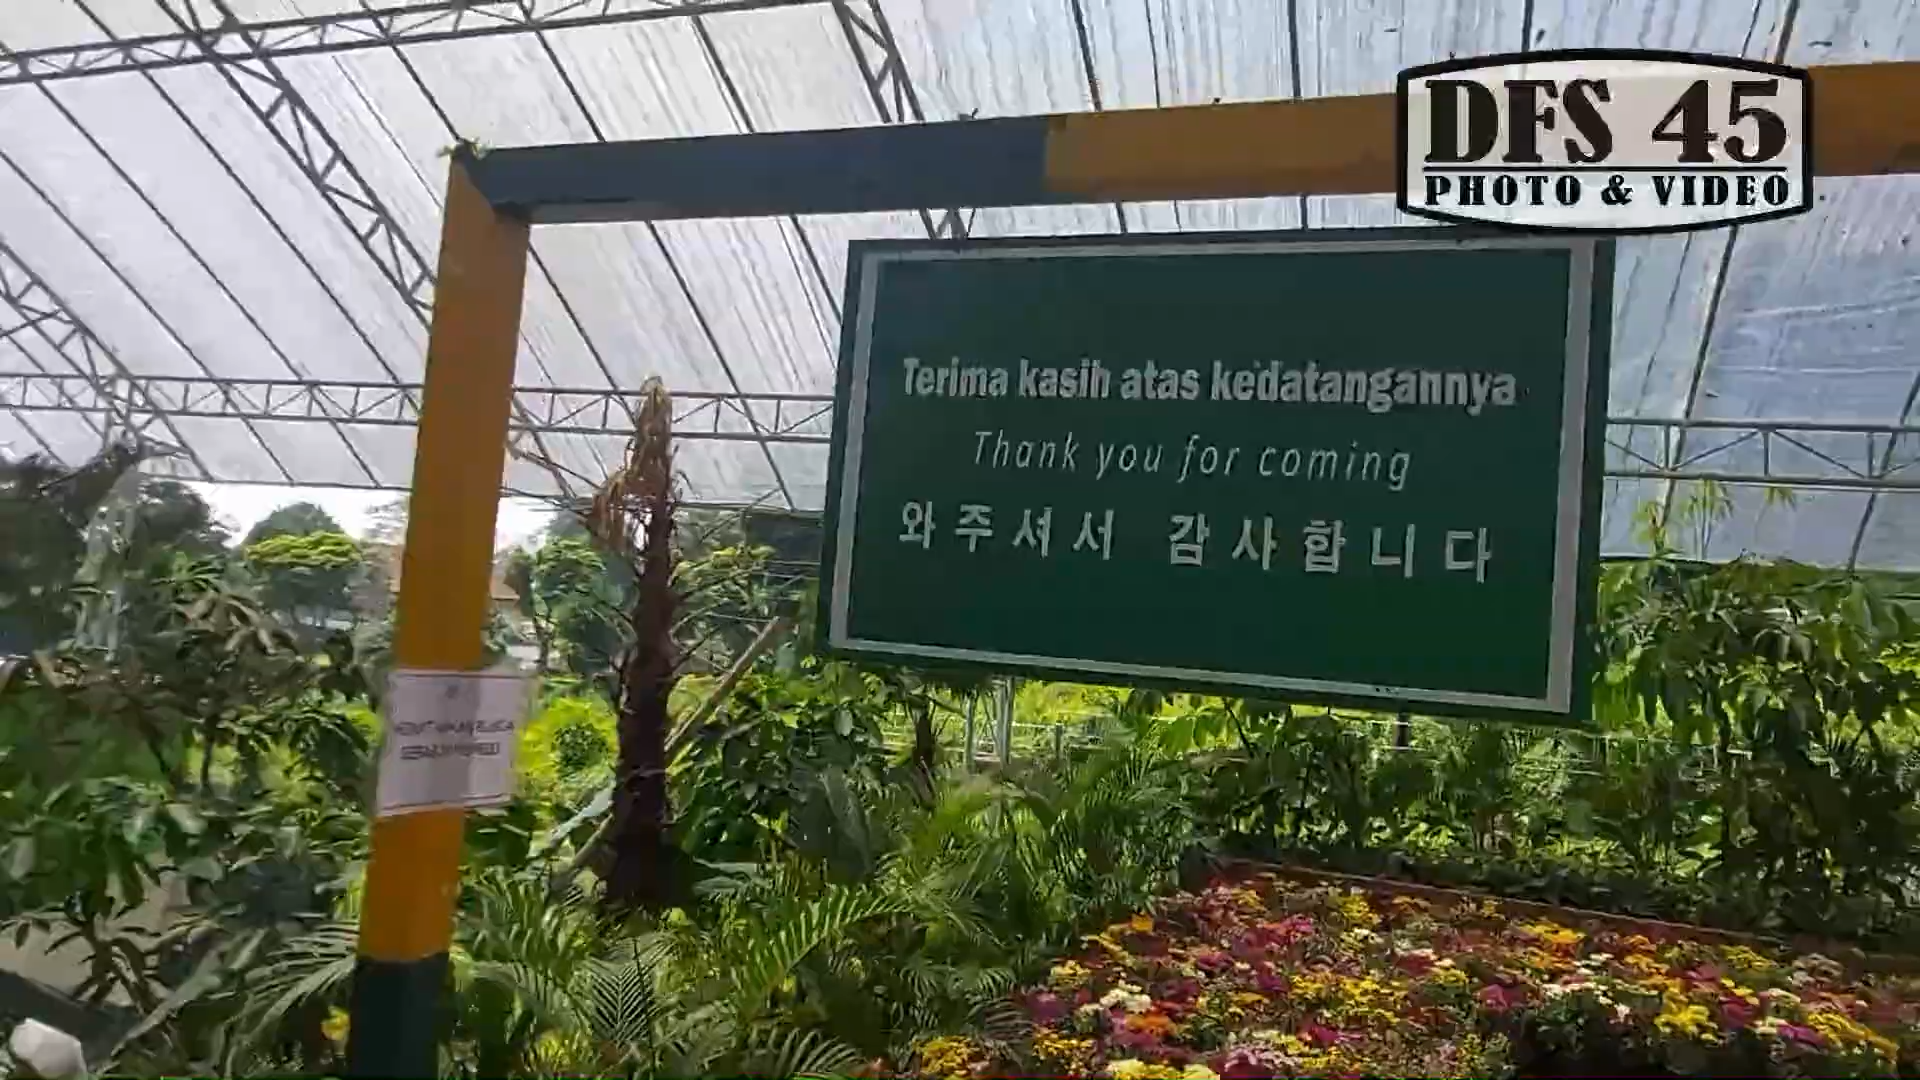 DFS 45
PHOTO & VIDEO
Terima kasih atas kedatangannya
Thank you for coming
와주셔서 감사합니다